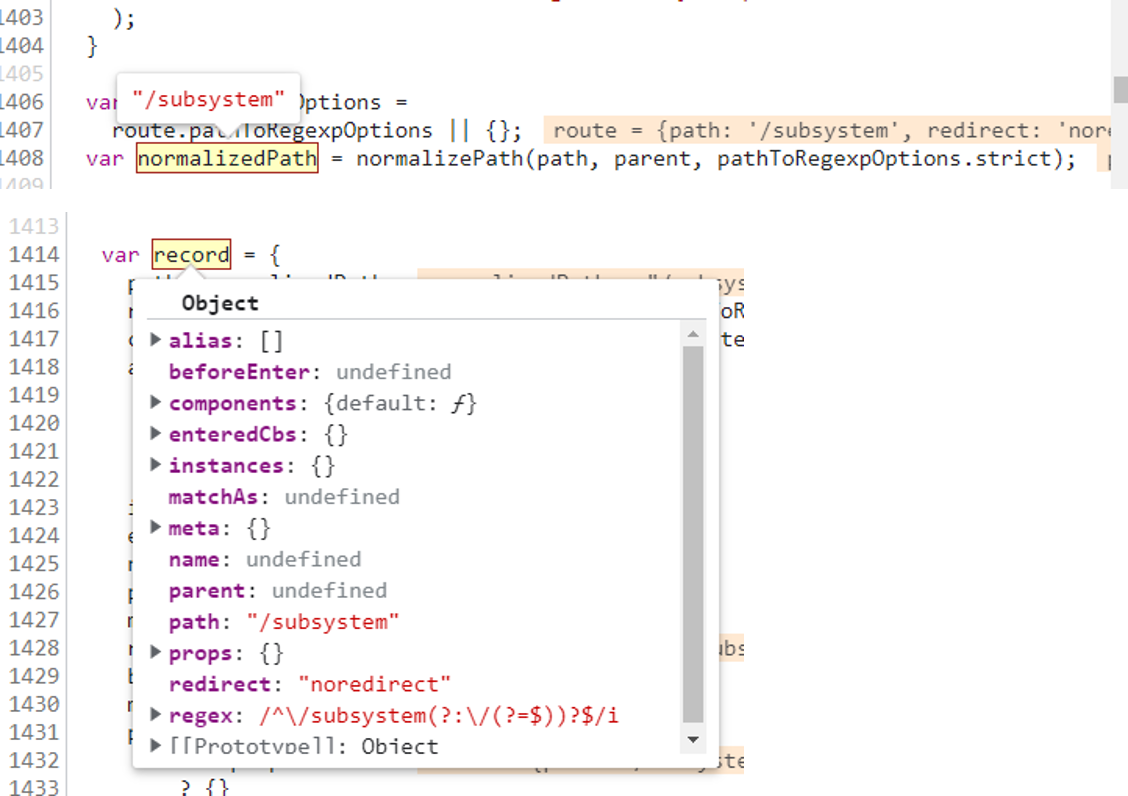 1403 );
1404 }
1405
"/subsystem"
1406 var Options =
1407 route.pathToRegexpOptions || {}; route = {path: '/subsystem', redirect: 'nore
1408 var normalizedPath = normalizePath(path, parent, pathToRegexpOptions.strict);
1409
1413
1414 var record = {
1415
Object
1416
1417
alias: []
1418
beforeEnter: undefined
1419
components: {default: ƒ}
1420
enteredCbs: {}
1421
instances: {}
1422
matchAs: undefined
1423
1424
meta: {}
1425
name: undefined
1426
parent: undefined
1427
path: "/subsystem"
1428
props: {}
1429
redirect: "noredirect"
1430
regex: /^\/subsystem(?:\/(?=$))?$/i
1431
[[Prototype]]: Object
1432
1433 ? {}